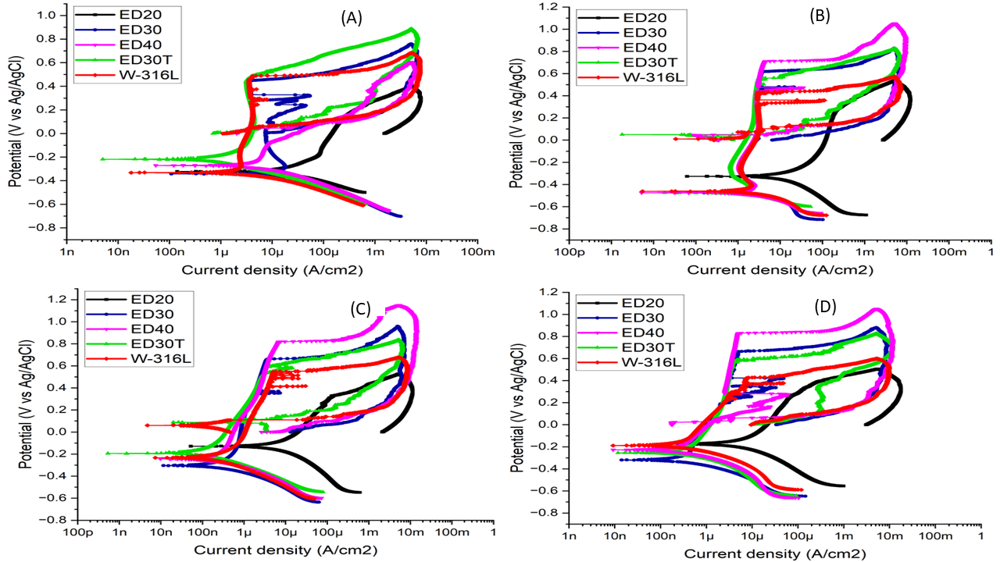 (A)
ED20
ED30
ED40
ED30T
W-316L
1.0
0.8
0.6
0.4
0.2
0.0
−0.2
−0.4
−0.6
−0.8
Potential (V vs Ag/AgCl)
1n 10n 100n 1µ 10µ 100µ 1m 10m 100m
Current density (A/cm2)
(B)
ED20
ED30
ED40
ED30T
W-316L
1.2
1.0
0.8
0.6
0.4
0.2
0.0
−0.2
−0.4
−0.6
−0.8
Potential (V vs Ag/AgCl)
100p 1n 10n 100n 1µ 10µ 100µ 1m 10m 100m 1
Current density (A/cm2)
(C)
ED20
ED30
ED40
ED30T
W-316L
1.2
1.0
0.8
0.6
0.4
0.2
0.0
−0.2
−0.4
−0.6
−0.8
Potential (V vs Ag/AgCl)
100p 1n 10n 100n 1µ 10µ 100µ 1m 10m 100m 1
Current density (A/cm2)
(D)
ED20
ED30
ED40
ED30T
W-316L
1.2
1.0
0.8
0.6
0.4
0.2
0.0
−0.2
−0.4
−0.6
−0.8
Potential (V vs Ag/AgCl)
1n 10n 100n 1µ 10µ 100µ 1m 10m 100m 1
Current density (A/cm2)